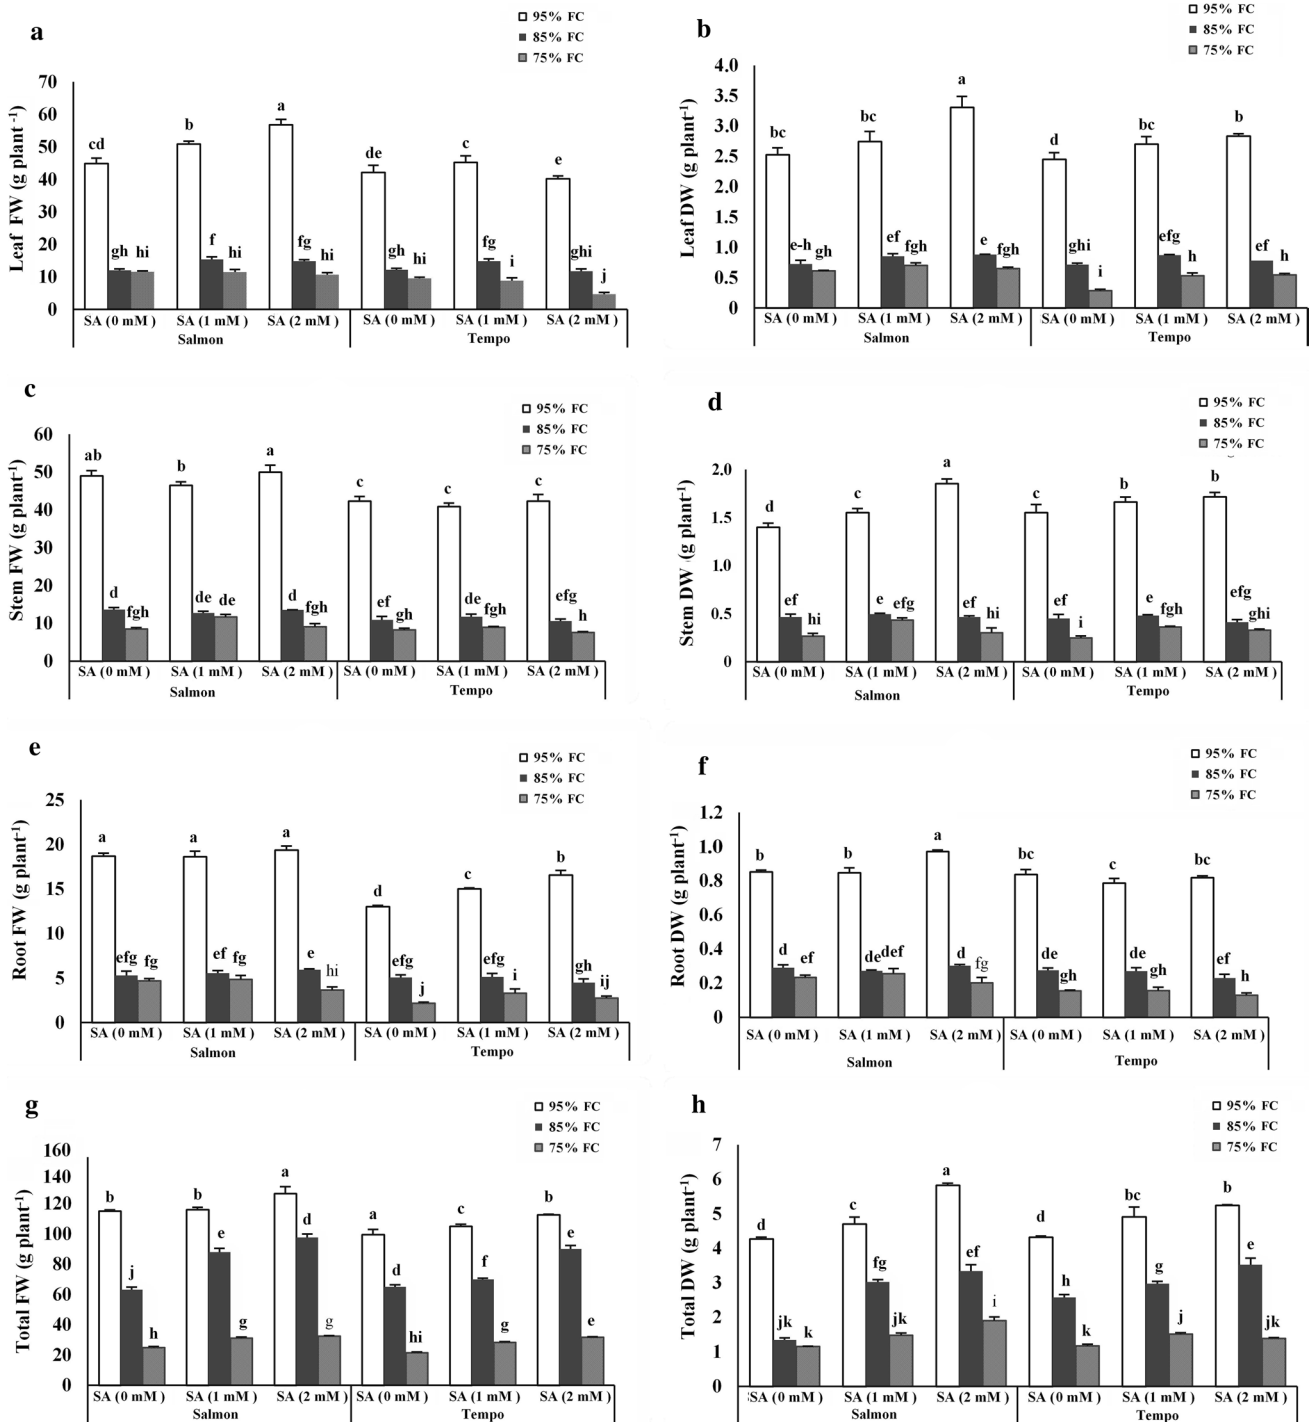 a
95% FC
85% FC
75% FC
Leaf FW (g plant⁻¹)
70
60
50
40
30
20
10
0
cd b a de c e
gh hi f hi fg hi gh hi fg i ghi j
SA (0 mM ) SA (1 mM ) SA (2 mM ) SA ( 0 mM ) SA ( 1 mM ) SA ( 2 mM )
Salmon Tempo
b
95% FC
85% FC
75% FC
Leaf DW (g plant⁻¹)
4.0
3.5
3.0
2.5
2.0
1.5
1.0
0.5
0
bc bc a d bc b
e-h gh ef fgh e fgh ghi i efg h ef h
SA ( 0 mM ) SA ( 1 mM ) SA ( 2 mM ) SA ( 0 mM ) SA ( 1 mM ) SA ( 2 mM )
Salmon Tempo
c
95% FC
85% FC
75% FC
Stem FW (g plant⁻¹)
60
50
40
30
20
10
0
ab b a c c c
d fgh de de d fgh ef gh de fgh efg h
SA ( 0 mM ) SA ( 1 mM ) SA ( 2 mM ) SA ( 0 mM ) SA ( 1 mM ) SA ( 2 mM )
Salmon Tempo
d
95% FC
85% FC
75% FC
Stem DW (g plant⁻¹)
2.0
1.5
1.0
0.5
0
d c a c b b
ef hi e efg ef hi ef i e fgh efg ghi
SA ( 0 mM ) SA ( 1 mM ) SA ( 2 mM ) SA ( 0 mM ) SA ( 1 mM ) SA ( 2 mM )
Salmon Tempo
e
95% FC
85% FC
75% FC
Root FW (g plant⁻¹)
25
20
15
10
5
0
a a a d c b
efg fg ef fg e hi efg j efg i gh ij
SA ( 0 mM ) SA ( 1 mM ) SA ( 2 mM ) SA ( 0 mM ) SA ( 1 mM ) SA ( 2 mM )
Salmon Tempo
f
95% FC
85% FC
75% FC
Root DW (g plant⁻¹)
1.2
1.0
0.8
0.6
0.4
0.2
0
b b a bc c bc
d ef de def d fg de gh de gh ef h
SA ( 0 mM ) SA ( 1 mM ) SA ( 2 mM ) SA ( 0 mM ) SA ( 1 mM ) SA ( 2 mM )
Salmon Tempo
g
95% FC
85% FC
75% FC
Total FW (g plant⁻¹)
160
140
120
100
80
60
40
20
0
b b a a c b
j h e g d g d hi f g e e
SA ( 0 mM ) SA ( 1 mM ) SA ( 2 mM ) SA ( 0 mM ) SA ( 1 mM ) SA ( 2 mM )
Salmon Tempo
h
95% FC
85% FC
75% FC
Total DW (g plant⁻¹)
7
6
5
4
3
2
1
0
d c a d bc b
jk k fg jk ef i h k g j e jk
SA ( 0 mM ) SA ( 1 mM ) SA ( 2 mM ) SA ( 0 mM ) SA ( 1 mM ) SA ( 2 mM )
Salmon Tempo